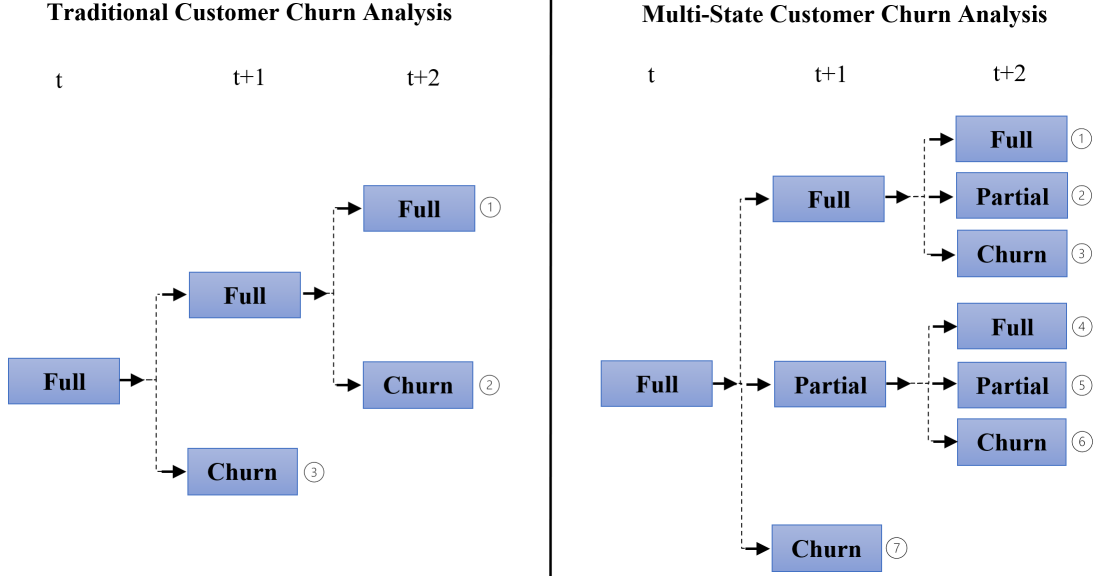 Traditional Customer Churn Analysis
t
t+1
t+2
Full
①
Full
Full
Churn
②
Churn
③
Multi-State Customer Churn Analysis
t
t+1
t+2
Full
①
Full
Partial
②
Churn
③
Full
④
Full
Partial
Partial
⑤
Churn
⑥
Churn
⑦